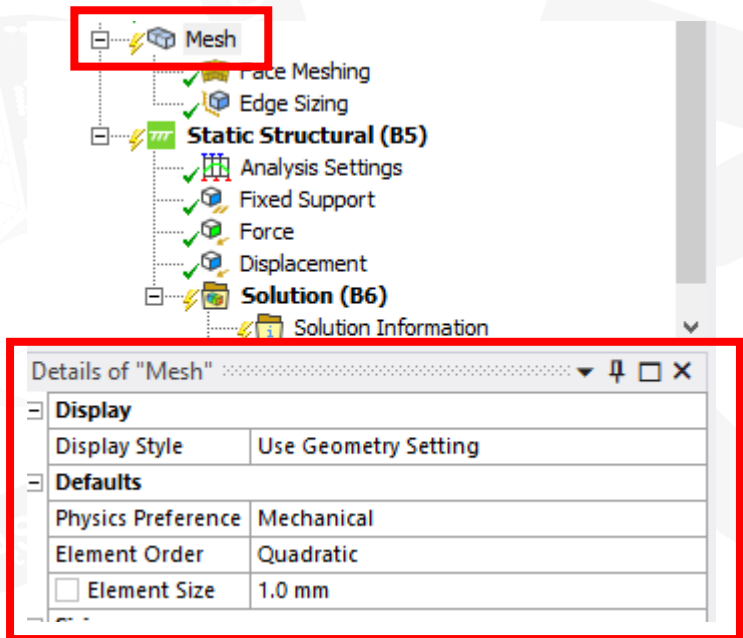 Mesh
Face Meshing
Edge Sizing
Static Structural (B5)
Analysis Settings
Fixed Support
Force
Displacement
Solution (B6)
Solution Information
Details of "Mesh"
Display
Display Style Use Geometry Setting
Defaults
Physics Preference Mechanical
Element Order Quadratic
Element Size 1.0 mm